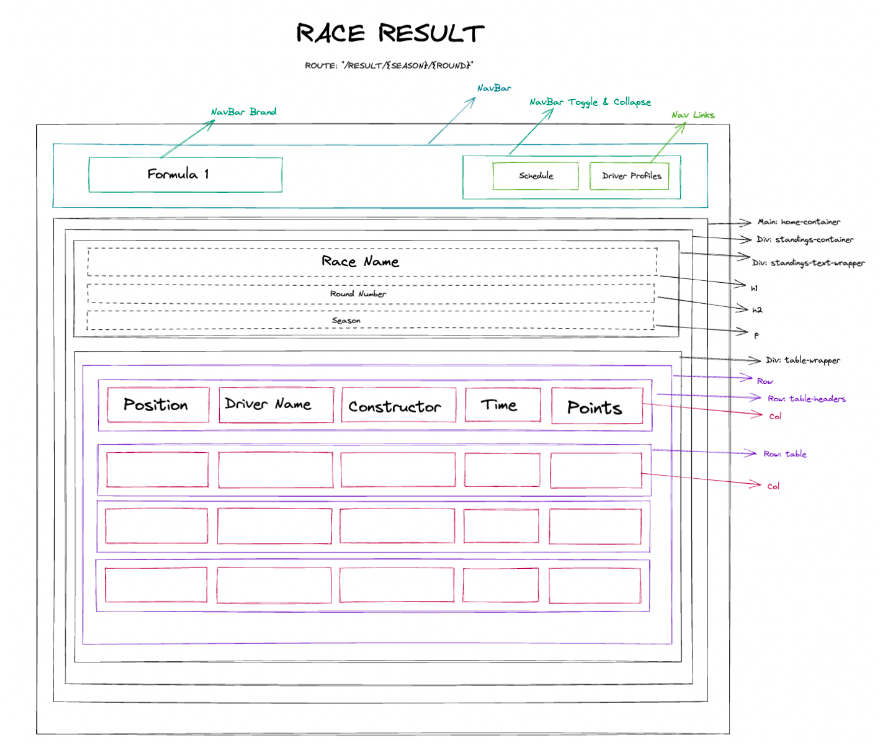 RACE RESULT
ROUTE: "/RESULT/{SEASON}/{ROUND}"
NavBar
NavBar Toggle & Collapse
NavBar Brand
Nav Links
Formula 1
Schedule
Driver Profiles
Main: home-container
Div: standings-container
Div: standings-text-wrapper
Race Name
h1
Round Number
h2
Season
p
Div: table-wrapper
Row
Row: table-headers
Position
Driver Name
Constructor
Time
Points
Col
Row: table
Col